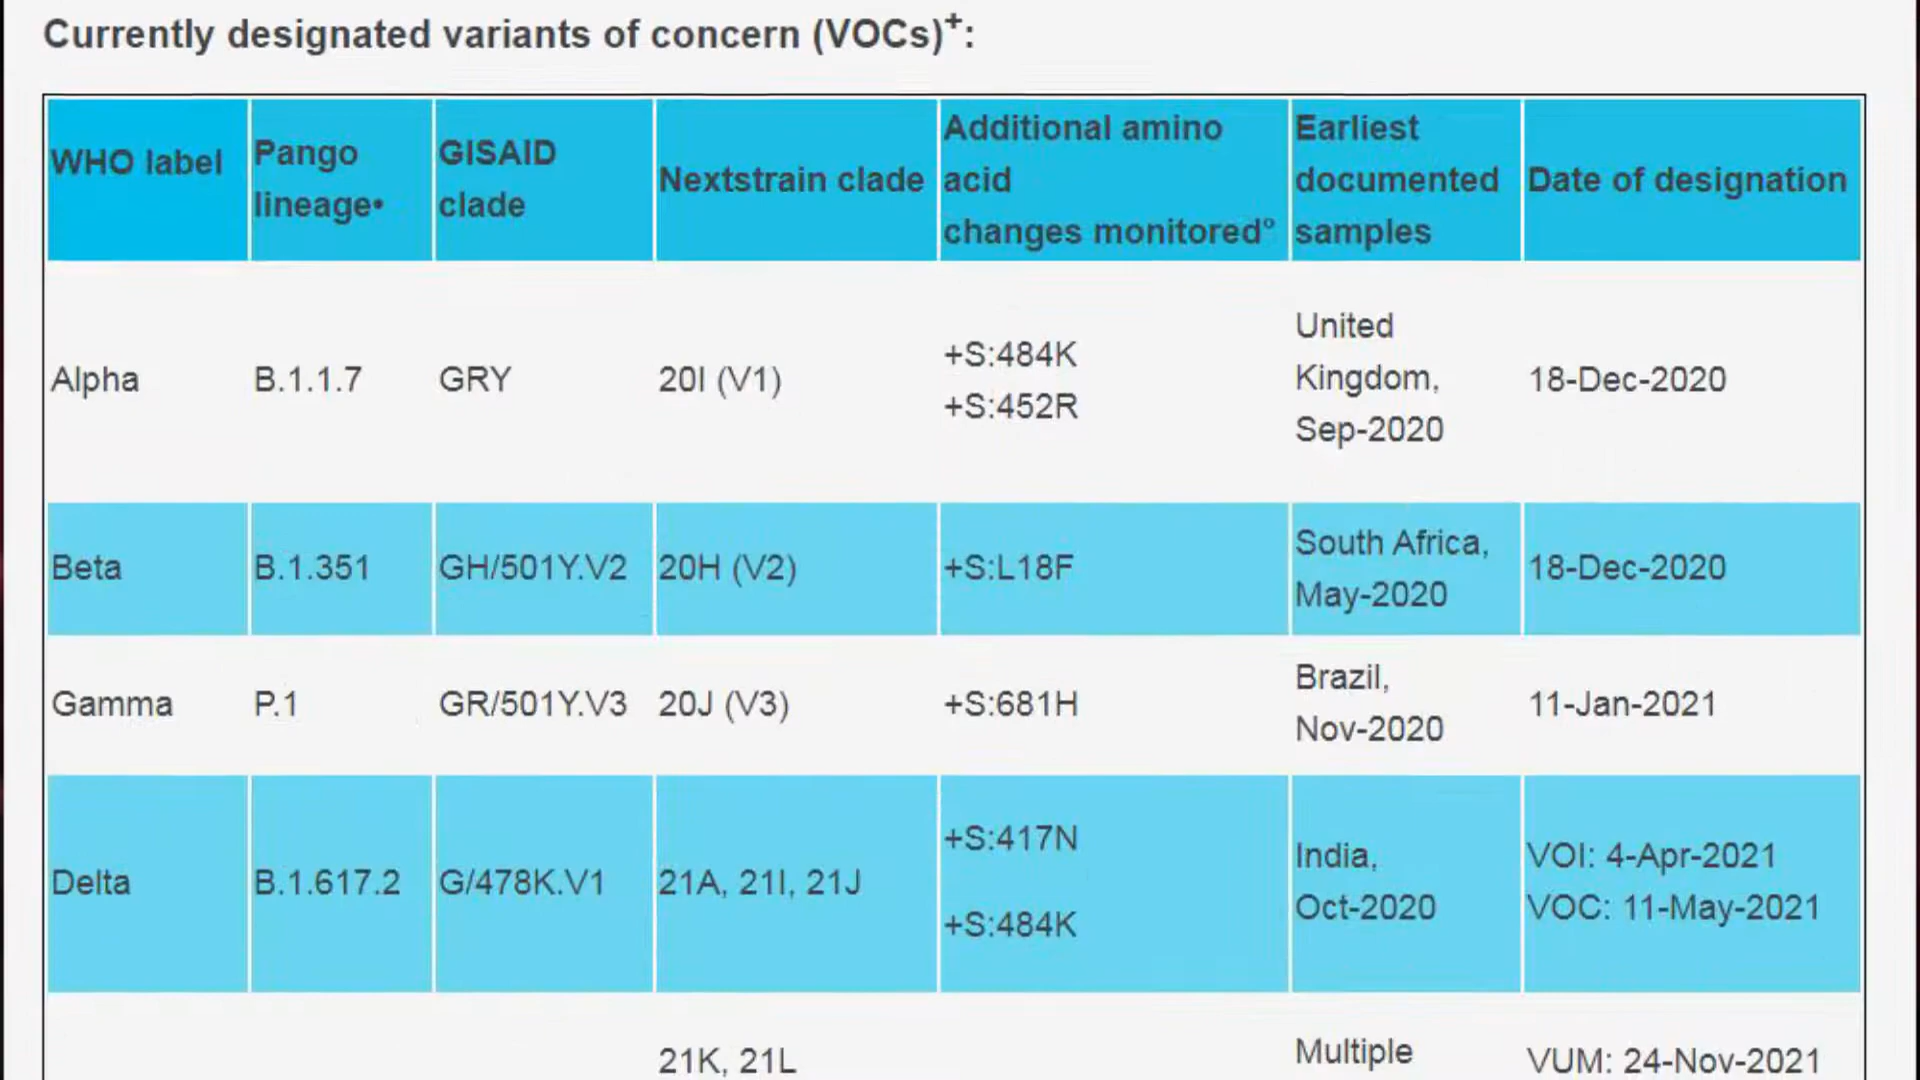 Currently designated variants of concern (VOCs)+:
WHO label
Pango
lineage•
GISAID
clade
Nextstrain clade
Additional amino
acid
changes monitored°
Earliest
documented
samples
Date of designation
Alpha
B.1.1.7
GRY
20I (V1)
+S:484K
+S:452R
United
Kingdom,
Sep-2020
18-Dec-2020
Beta
B.1.351
GH/501Y.V2
20H (V2)
+S:L18F
South Africa,
May-2020
18-Dec-2020
Gamma
P.1
GR/501Y.V3
20J (V3)
+S:681H
Brazil,
Nov-2020
11-Jan-2021
Delta
B.1.617.2
G/478K.V1
21A, 21I, 21J
+S:417N
+S:484K
India,
Oct-2020
VOI: 4-Apr-2021
VOC: 11-May-2021
21K, 21L
Multiple
VUM: 24-Nov-2021